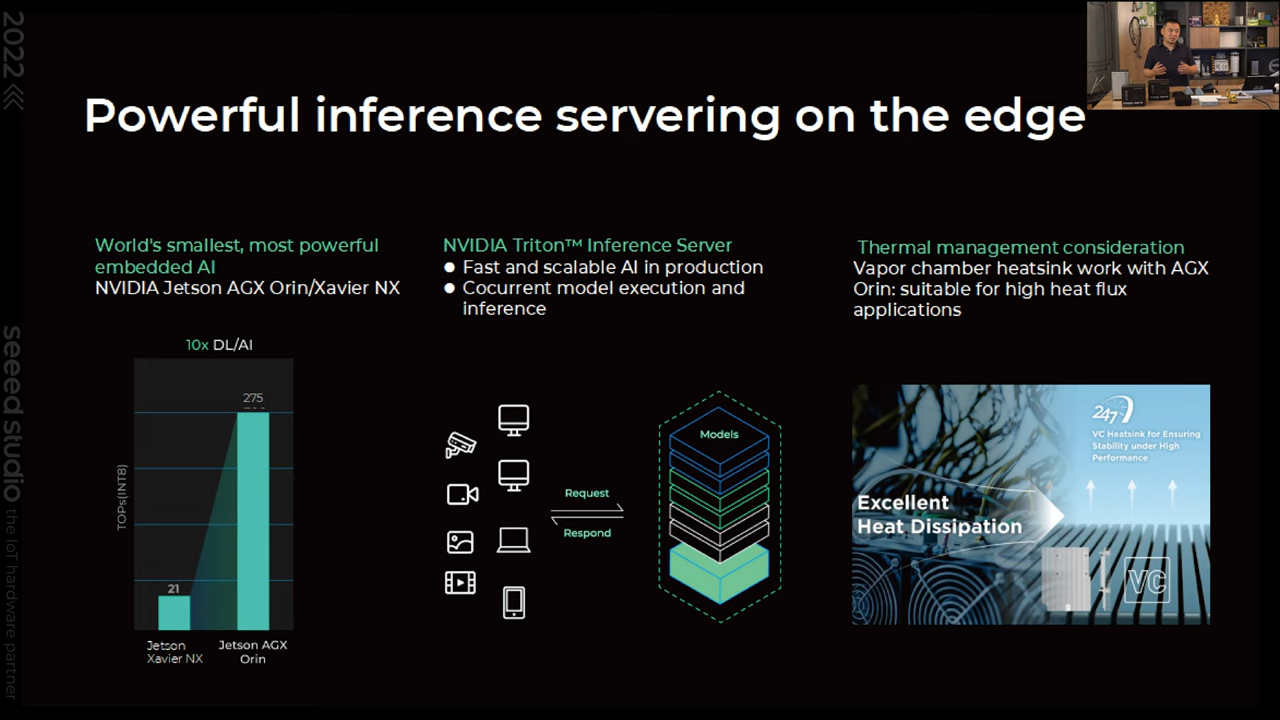 2022
seeed studio the IoT hardware partner
Powerful inference servering on the edge
World's smallest, most powerful
embedded AI
NVIDIA Jetson AGX Orin/Xavier NX
10x DL/AI
275
21
TOPs(INT8)
Jetson
Xavier NX
Jetson AGX
Orin
NVIDIA Triton™ Inference Server
● Fast and scalable AI in production
● Cocurrent model execution and
inference
Request
Respond
Models
Thermal management consideration
Vapor chamber heatsink work with AGX
Orin: suitable for high heat flux
applications
247
VC Heatsink for Ensuring
Stability under High
Performance
Excellent
Heat Dissipation
VC